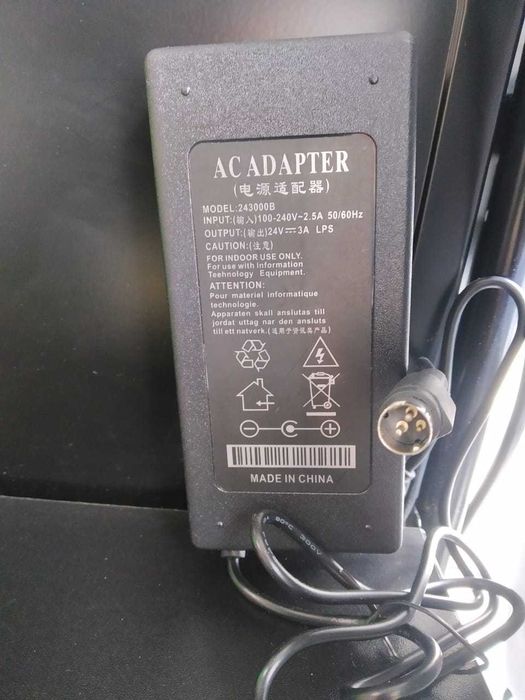 AC ADAPTER
(电源适配器)
MODEL:243000B
INPUT:(输入)100-240V~2.5A 50/60Hz
OUTPUT:(输出)24V⎓3A LPS
CAUTION:(注意)
FOR INDOOR USE ONLY.
For use with Information
Teehnology Equipment.
ATTENTION:
Pour materiel informatique
technologie.
Apparaten skall anslutas till
jordat uttag nar den ansluts
till ett natverk.(适用于资讯类产品)
MADE IN CHINA
80°C 300V